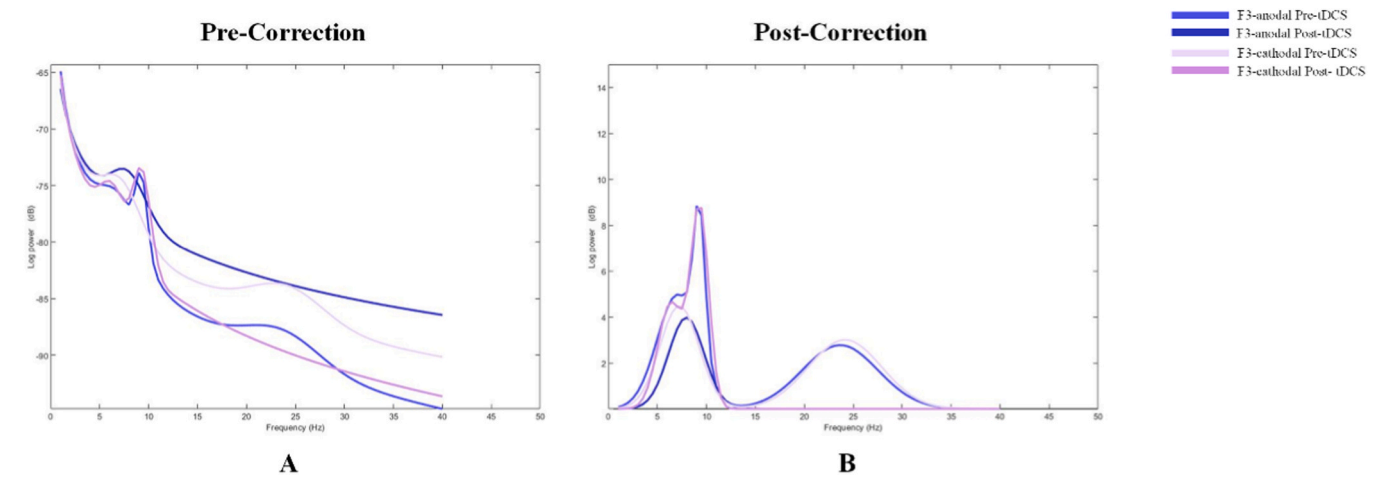 Pre-Correction
Post-Correction
F3-anodal Pre-tDCS
F3-anodal Post-tDCS
F3-cathodal Pre-tDCS
F3-cathodal Post- tDCS
-65
-70
-75
-80
-85
-90
Log power (dB)
0 5 10 15 20 25 30 35 40 45 50
Frequency (Hz)
A
14
12
10
8
6
4
2
Log power (dB)
0 5 10 15 20 25 30 35 40 45 50
Frequency (Hz)
B